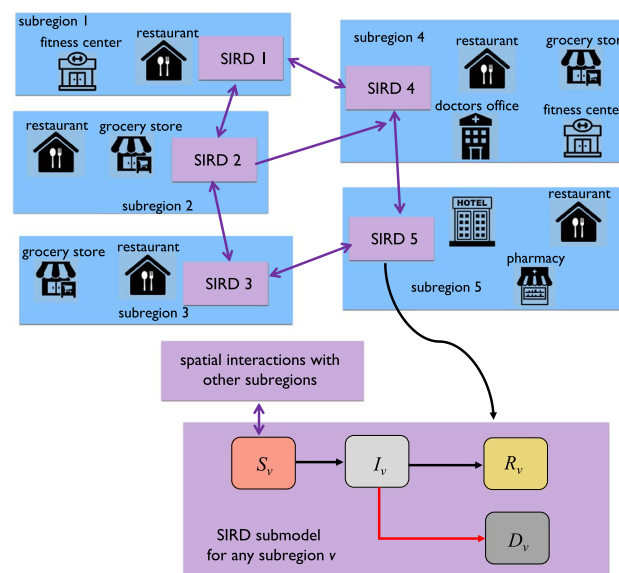 subregion 1
fitness center
restaurant
SIRD 1
subregion 4
restaurant
grocery store
SIRD 4
doctors office
fitness center
restaurant
grocery store
SIRD 2
subregion 2
HOTEL
restaurant
SIRD 5
pharmacy
subregion 5
grocery store
restaurant
SIRD 3
subregion 3
spatial interactions with
other subregions
S_v
I_v
R_v
D_v
SIRD submodel
for any subregion v